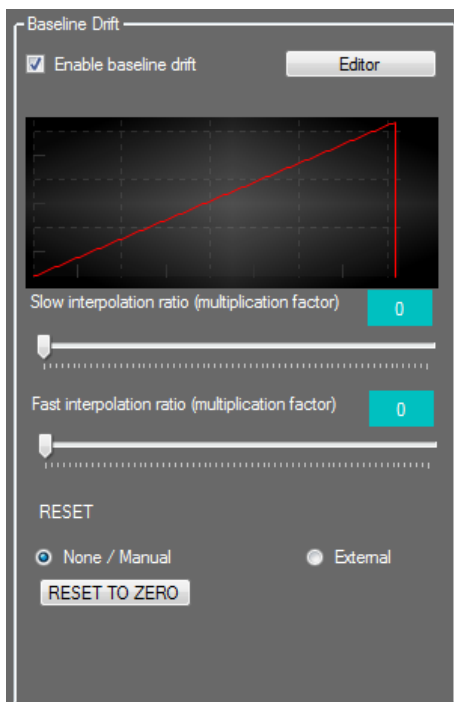 Baseline Drift
Enable baseline drift Editor
Slow interpolation ratio (multiplication factor) 0
Fast interpolation ratio (multiplication factor) 0
RESET
None / Manual External
RESET TO ZERO